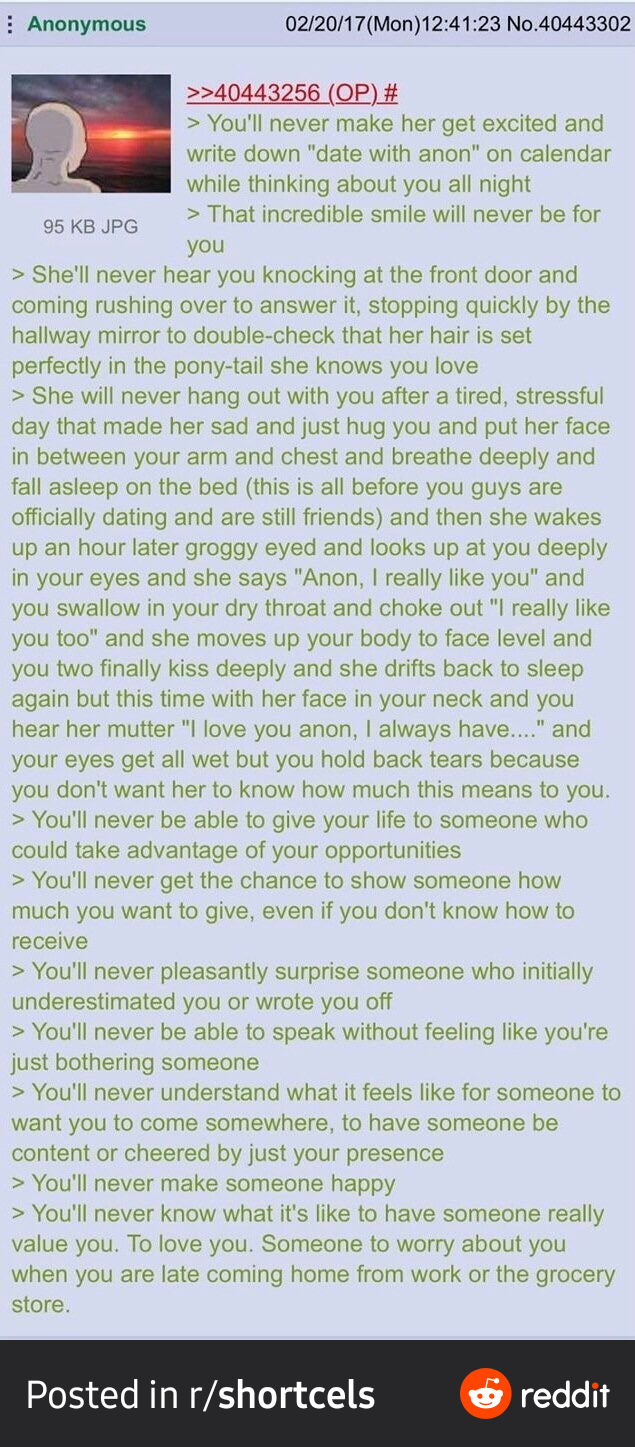 Anonymous 02/20/17(Mon)12:41:23 No.40443302
>>40443256 (OP) #
> You'll never make her get excited and
write down "date with anon" on calendar
while thinking about you all night
> That incredible smile will never be for
you
95 KB JPG
> She'll never hear you knocking at the front door and
coming rushing over to answer it, stopping quickly by the
hallway mirror to double-check that her hair is set
perfectly in the pony-tail she knows you love
> She will never hang out with you after a tired, stressful
day that made her sad and just hug you and put her face
in between your arm and chest and breathe deeply and
fall asleep on the bed (this is all before you guys are
officially dating and are still friends) and then she wakes
up an hour later groggy eyed and looks up at you deeply
in your eyes and she says "Anon, I really like you" and
you swallow in your dry throat and choke out "I really like
you too" and she moves up your body to face level and
you two finally kiss deeply and she drifts back to sleep
again but this time with her face in your neck and you
hear her mutter "I love you anon, I always have...." and
your eyes get all wet but you hold back tears because
you don't want her to know how much this means to you.
> You'll never be able to give your life to someone who
could take advantage of your opportunities
> You'll never get the chance to show someone how
much you want to give, even if you don't know how to
receive
> You'll never pleasantly surprise someone who initially
underestimated you or wrote you off
> You'll never be able to speak without feeling like you're
just bothering someone
> You'll never understand what it feels like for someone to
want you to come somewhere, to have someone be
content or cheered by just your presence
> You'll never make someone happy
> You'll never know what it's like to have someone really
value you. To love you. Someone to worry about you
when you are late coming home from work or the grocery
store.
Posted in r/shortcels reddit